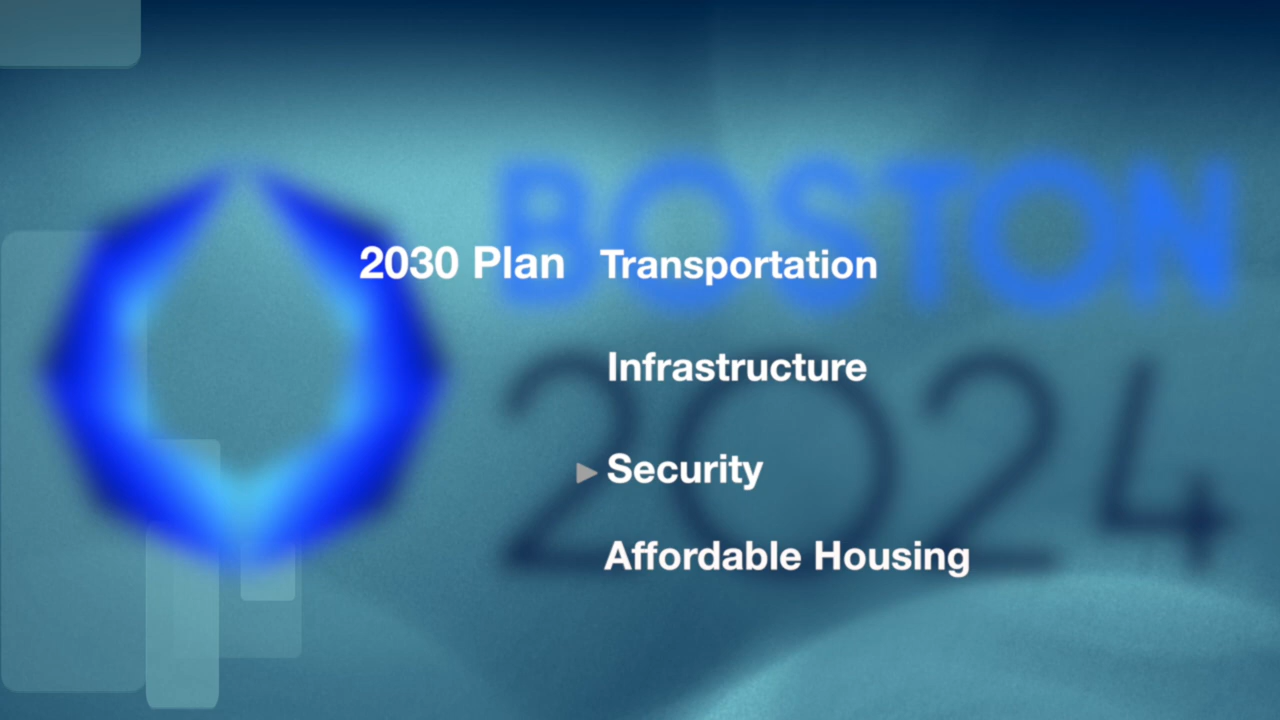 BOSTON
2030 Plan Transportation
2024
Infrastructure
Security
Affordable Housing